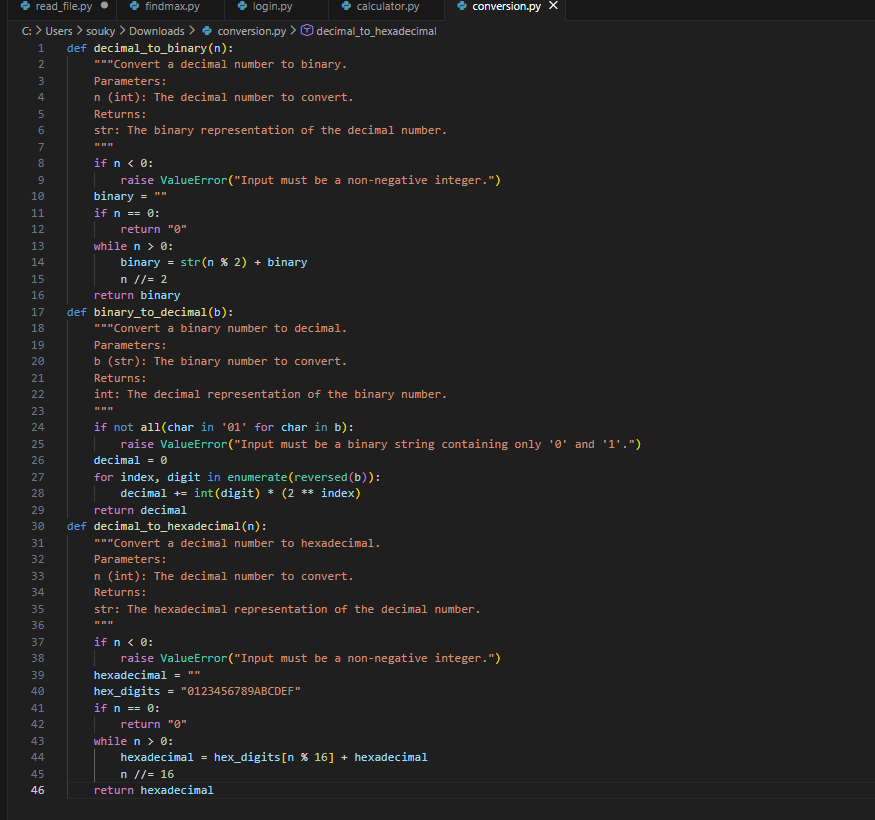 read_file.py findmax.py login.py calculator.py conversion.py
C: > Users > souky > Downloads > conversion.py > decimal_to_hexadecimal
1 def decimal_to_binary(n):
2     """Convert a decimal number to binary.
3     Parameters:
4     n (int): The decimal number to convert.
5     Returns:
6     str: The binary representation of the decimal number.
7     """
8     if n < 0:
9         raise ValueError("Input must be a non-negative integer.")
10     binary = ""
11     if n == 0:
12         return "0"
13     while n > 0:
14         binary = str(n % 2) + binary
15         n //= 2
16     return binary
17 def binary_to_decimal(b):
18     """Convert a binary number to decimal.
19     Parameters:
20     b (str): The binary number to convert.
21     Returns:
22     int: The decimal representation of the binary number.
23     """
24     if not all(char in '01' for char in b):
25         raise ValueError("Input must be a binary string containing only '0' and '1'.")
26     decimal = 0
27     for index, digit in enumerate(reversed(b)):
28         decimal += int(digit) * (2 ** index)
29     return decimal
30 def decimal_to_hexadecimal(n):
31     """Convert a decimal number to hexadecimal.
32     Parameters:
33     n (int): The decimal number to convert.
34     Returns:
35     str: The hexadecimal representation of the decimal number.
36     """
37     if n < 0:
38         raise ValueError("Input must be a non-negative integer.")
39     hexadecimal = ""
40     hex_digits = "0123456789ABCDEF"
41     if n == 0:
42         return "0"
43     while n > 0:
44         hexadecimal = hex_digits[n % 16] + hexadecimal
45         n //= 16
46     return hexadecimal